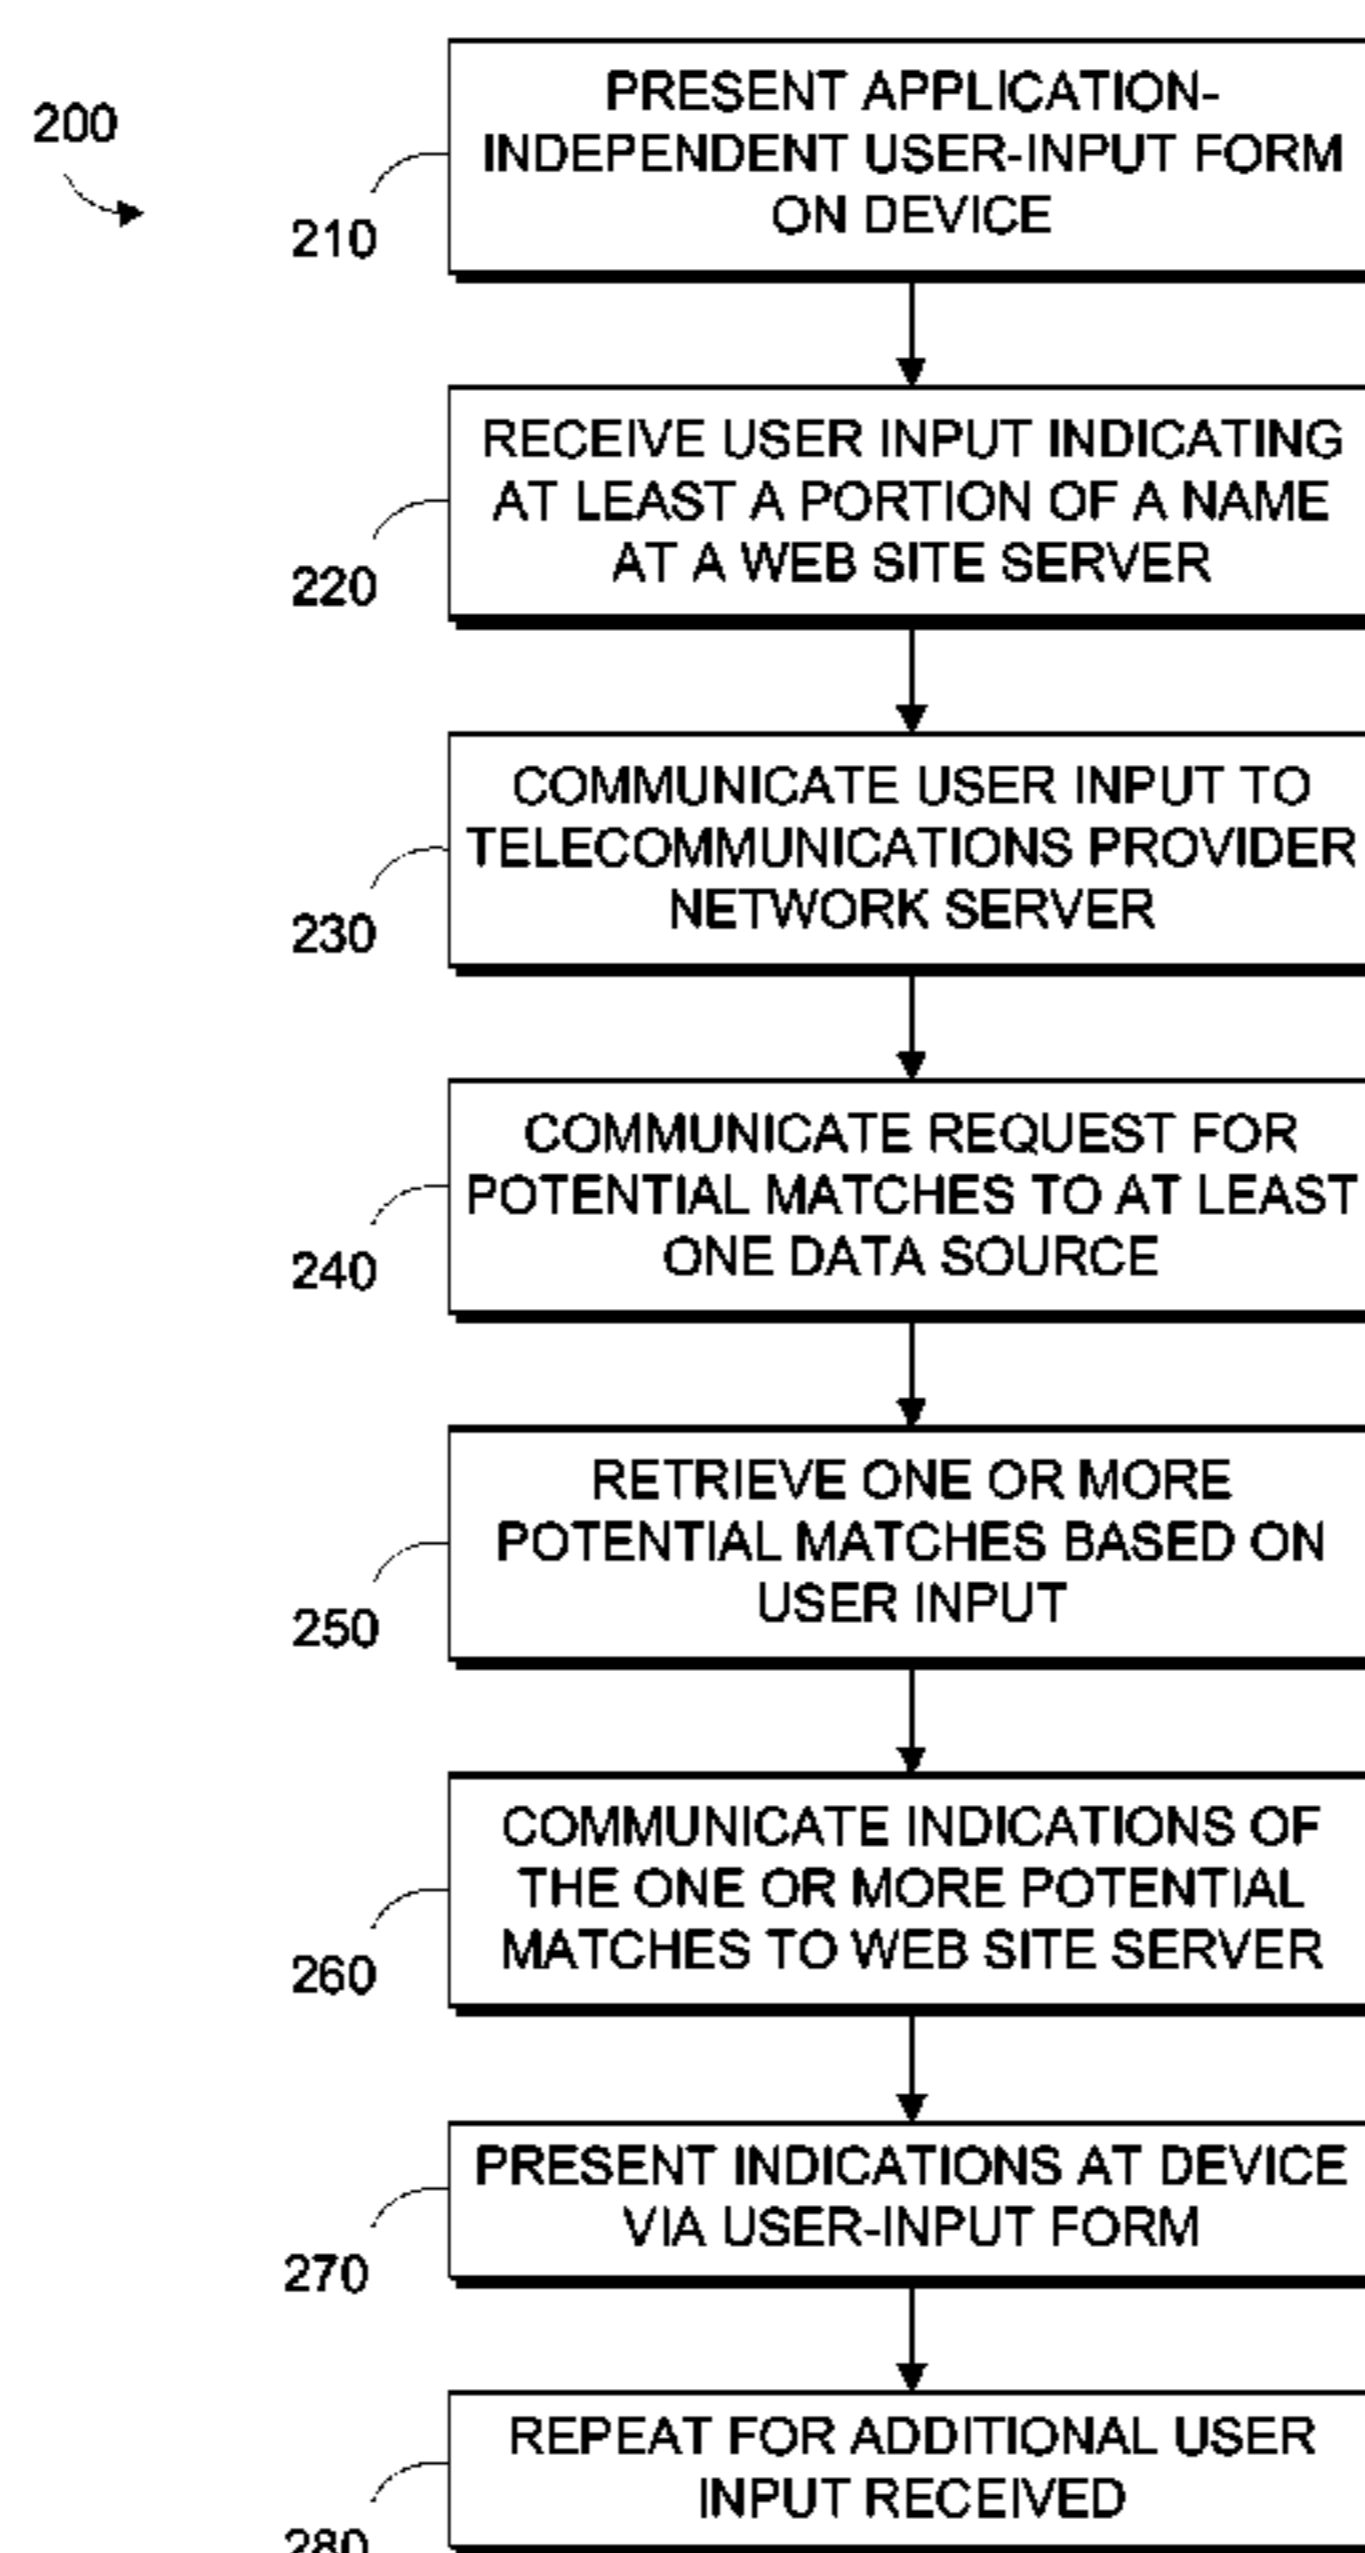 200
PRESENT APPLICATION-
INDEPENDENT USER-INPUT FORM
ON DEVICE
210
RECEIVE USER INPUT INDICATING
AT LEAST A PORTION OF A NAME
AT A WEB SITE SERVER
220
COMMUNICATE USER INPUT TO
TELECOMMUNICATIONS PROVIDER
NETWORK SERVER
230
COMMUNICATE REQUEST FOR
POTENTIAL MATCHES TO AT LEAST
ONE DATA SOURCE
240
RETRIEVE ONE OR MORE
POTENTIAL MATCHES BASED ON
USER INPUT
250
COMMUNICATE INDICATIONS OF
THE ONE OR MORE POTENTIAL
MATCHES TO WEB SITE SERVER
260
PRESENT INDICATIONS AT DEVICE
VIA USER-INPUT FORM
270
REPEAT FOR ADDITIONAL USER
INPUT RECEIVED
280